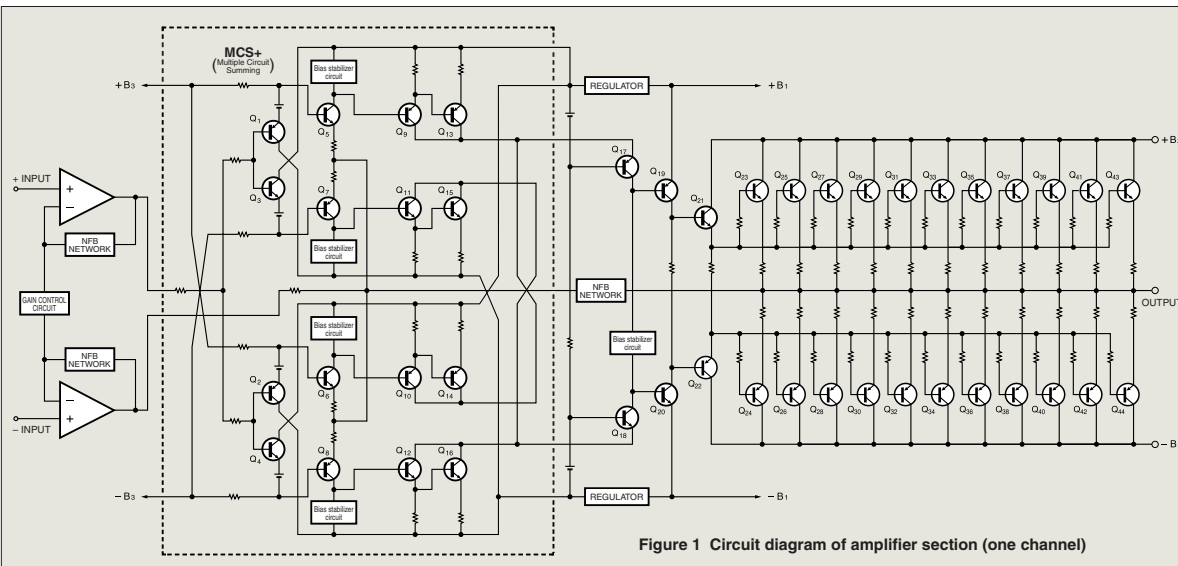 MCS+
(Multiple Circuit
Summing)
+ B3
Bias stabilizer
circuit
Q1
Q3
Q5
Q9
Q13
Q7
Q11
Q15
Bias stabilizer
circuit
+ INPUT
+
−
NFB
NETWORK
GAIN CONTROL
CIRCUIT
NFB
NETWORK
−
+
− INPUT
Bias stabilizer
circuit
Q2
Q4
Q6
Q10
Q14
Q8
Q12
Q16
Bias stabilizer
circuit
− B3
REGULATOR
+ B1
Q17
Q19
Q21
NFB
NETWORK
Bias stabilizer
circuit
Q22
Q20
Q18
REGULATOR
− B1
+ B
Q23
Q25
Q27
Q29
Q31
Q33
Q35
Q37
Q39
Q41
Q43
OUTPUT
Q24
Q26
Q28
Q30
Q32
Q34
Q36
Q38
Q40
Q42
Q44
− B
Figure 1 Circuit diagram of amplifier section (one channel)